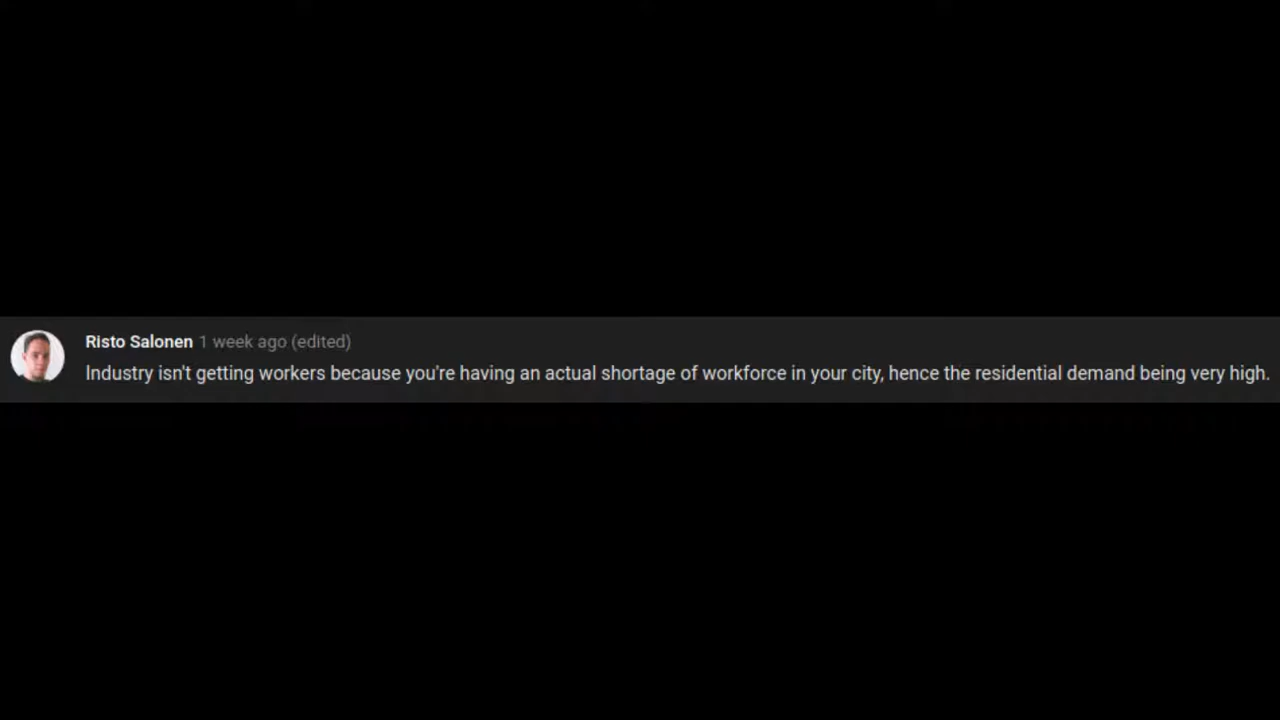 Risto Salonen 1 week ago (edited)
Industry isn't getting workers because you're having an actual shortage of workforce in your city, hence the residential demand being very high.